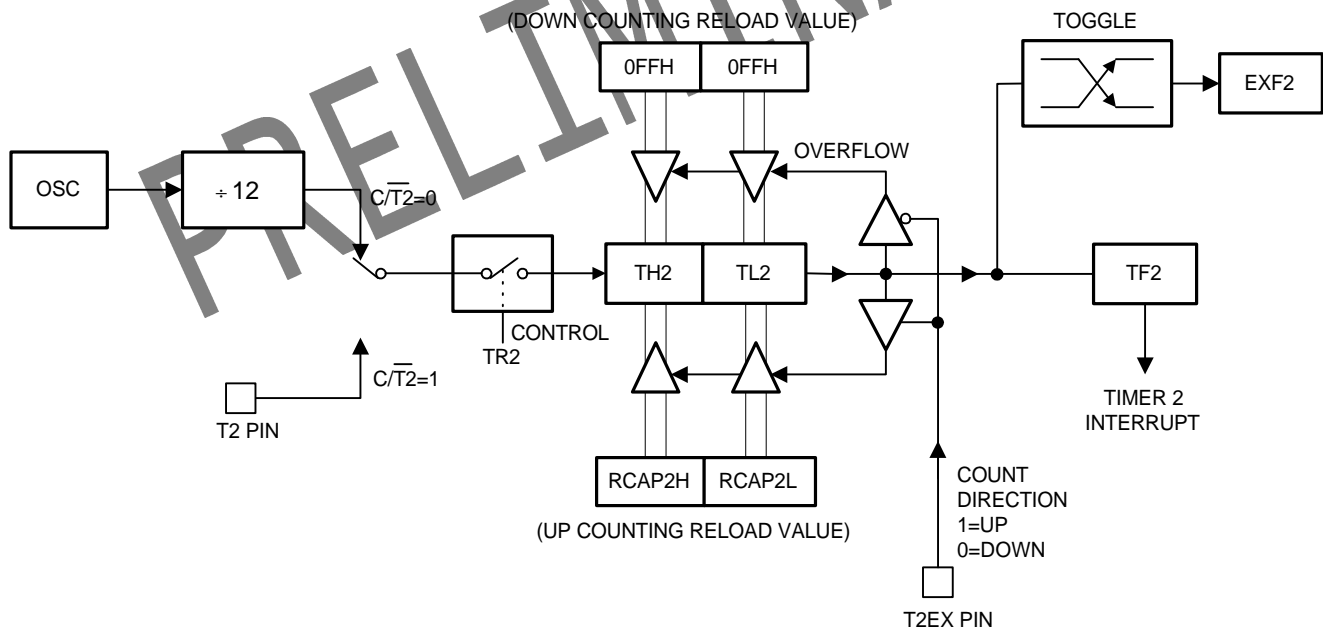 (DOWN COUNTING RELOAD VALUE)
TOGGLE
0FFH 0FFH
EXF2
OVERFLOW
OSC
÷ 12
C/T2=0
TH2 TL2
TF2
CONTROL
TR2
C/T2=1
T2 PIN
TIMER 2
INTERRUPT
RCAP2H RCAP2L
(UP COUNTING RELOAD VALUE)
COUNT
DIRECTION
1=UP
0=DOWN
T2EX PIN